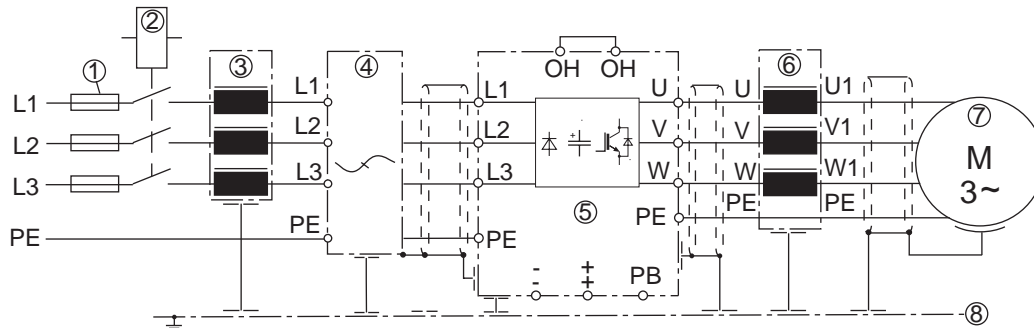 ② ③ ④ ⑥
OH OH
① L1 L1 U U U1 ⑦
L1
L2 L2 V V V1
L2
L3 L3 W W W1
L3
M
3~
PE PE PE PE PE
PE
⑤
- + PB
- +
⑧